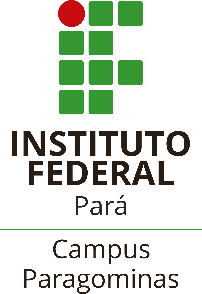 INSTITUTO
FEDERAL
Pará
Campus
Paragominas